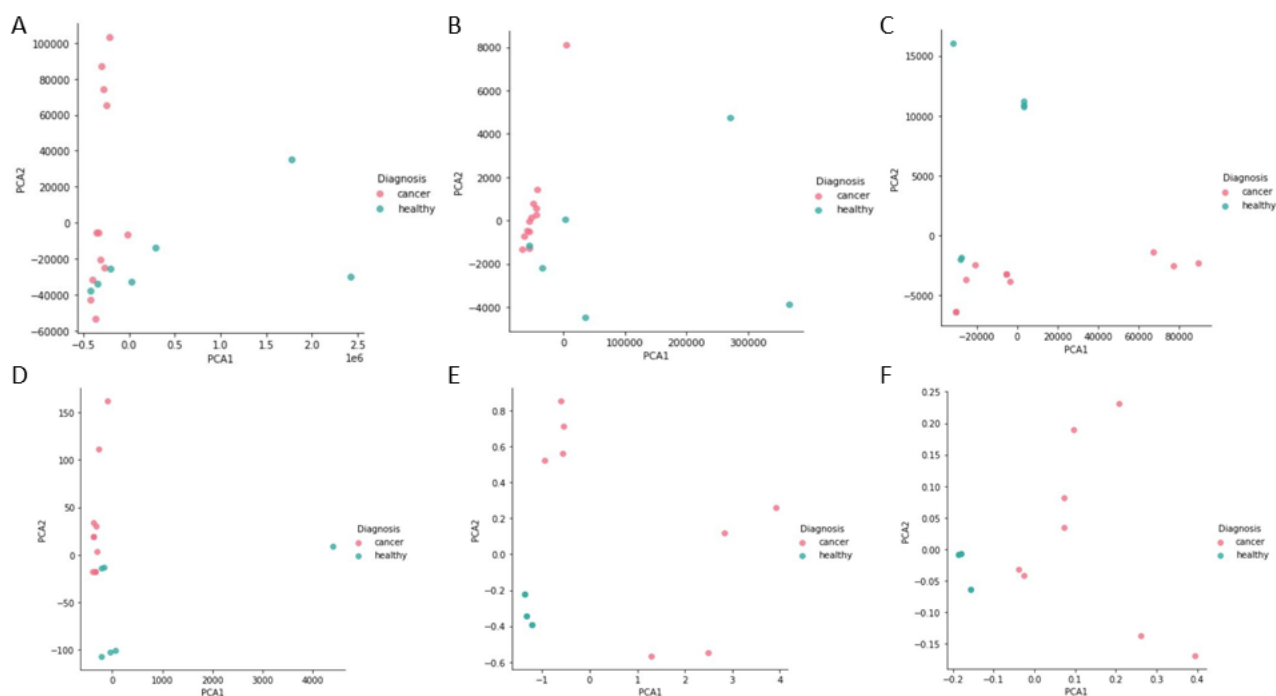 A
100000
80000
60000
40000
20000
0
−20000
−40000
−60000
PCA2
−0.5 0.0 0.5 1.0 1.5 2.0 2.5
1e6
PCA1
Diagnosis
cancer
healthy
B
8000
6000
4000
2000
0
−2000
−4000
PCA2
0 100000 200000 300000
PCA1
Diagnosis
cancer
healthy
C
15000
10000
5000
0
−5000
PCA2
−20000 0 20000 40000 60000 80000
PCA1
Diagnosis
cancer
healthy
D
150
100
50
0
−50
−100
PCA2
0 1000 2000 3000 4000
PCA1
Diagnosis
cancer
healthy
E
0.8
0.6
0.4
0.2
0.0
−0.2
−0.4
−0.6
PCA2
−1 0 1 2 3 4
PCA1
Diagnosis
cancer
healthy
F
0.25
0.20
0.15
0.10
0.05
0.00
−0.05
−0.10
−0.15
PCA2
−0.2 −0.1 0.0 0.1 0.2 0.3 0.4
PCA1
Diagnosis
cancer
healthy